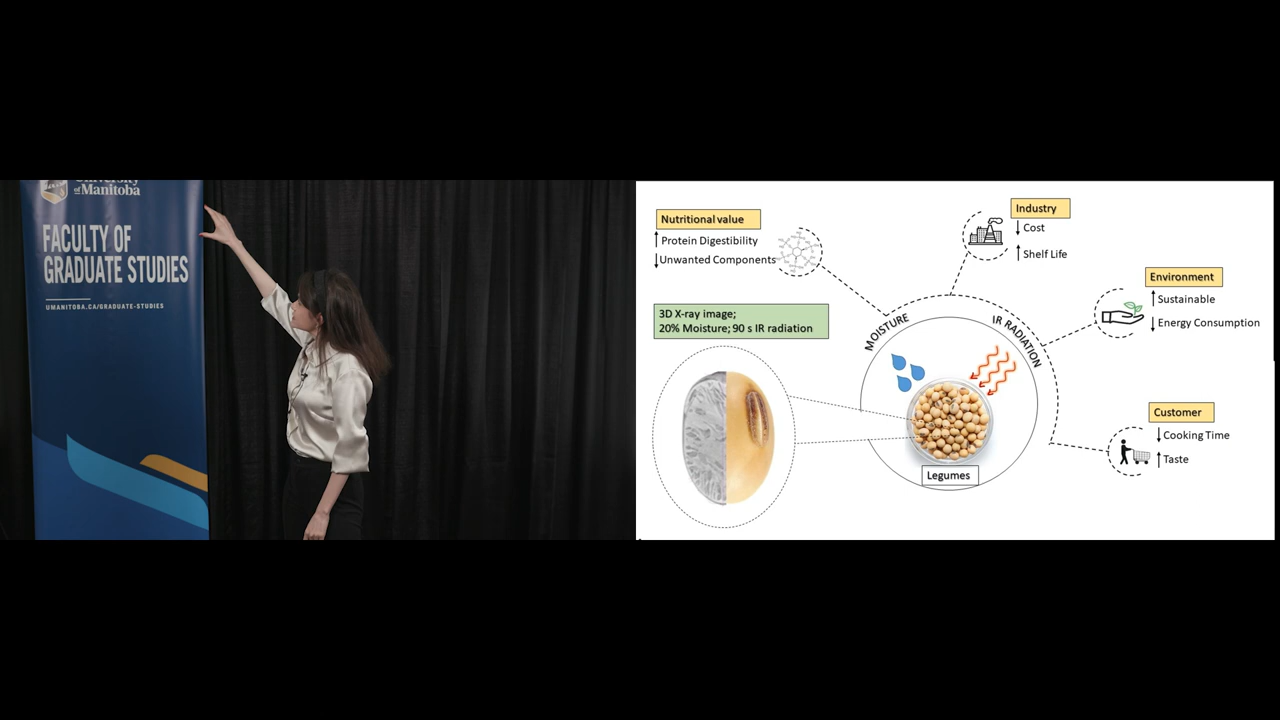 University
of Manitoba
FACULTY OF
GRADUATE STUDIES
UMANITOBA.CA/GRADUATE-STUDIES
Nutritional value
Protein Digestibility
Unwanted Components
3D X-ray image;
20% Moisture; 90 s IR radiation
Industry
Cost
Shelf Life
Environment
Sustainable
Energy Consumption
MOISTURE
IR RADIATION
Legumes
Customer
Cooking Time
Taste